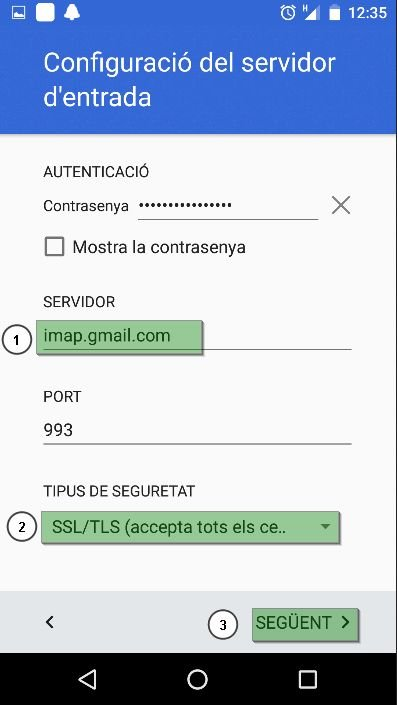 H 12:35
Configuració del servidor
d'entrada
AUTENTICACIÓ
Contrasenya ••••••••••••••••
Mostra la contrasenya
SERVIDOR
1 imap.gmail.com
PORT
993
TIPUS DE SEGURETAT
2 SSL/TLS (accepta tots els ce..
3 SEGÜENT